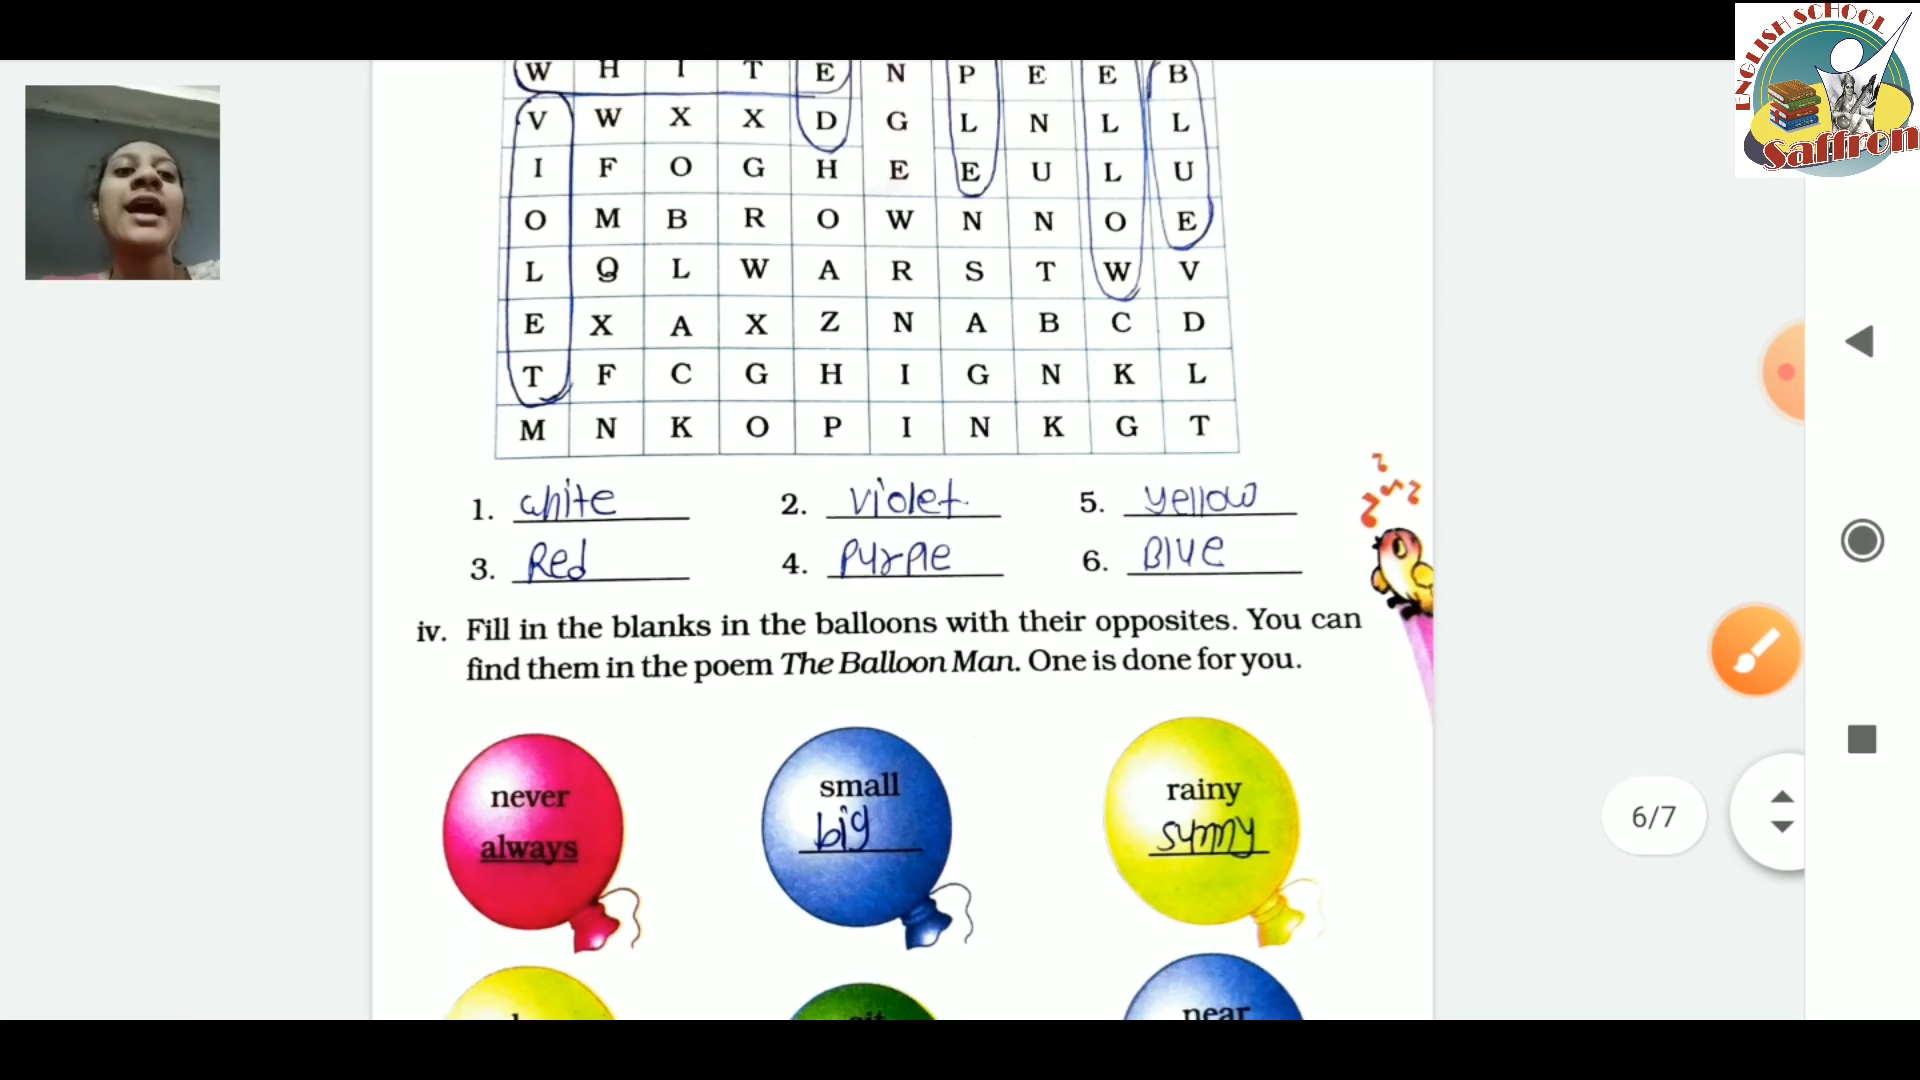 ENGLISH SCHOOL
Saffron
W H I T E N P E E B
V W X X D G L N L L
I F O G H E E U L U
O M B R O W N N O E
L Q L W A R S T W V
E X A X Z N A B C D
T F C G H I G N K L
M N K O P I N K G T
1. white 2. violet 5. yellow
3. Red 4. purple 6. Blue
iv. Fill in the blanks in the balloons with their opposites. You can
find them in the poem The Balloon Man. One is done for you.
never small rainy
always big sunny
6/7
sit near